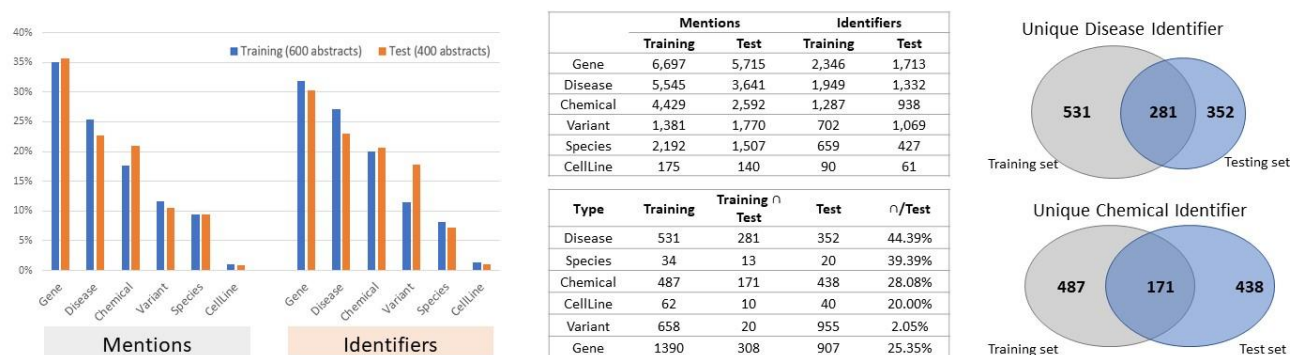 40%
35%
30%
25%
20%
15%
10%
5%
0%
Training (600 abstracts) Test (400 abstracts)
Gene Disease Chemical Variant Species CellLine Gene Disease Chemical Variant Species CellLine
Mentions Identifiers
Mentions Identifiers
Training Test Training Test
Gene 6,697 5,715 2,346 1,713
Disease 5,545 3,641 1,949 1,332
Chemical 4,429 2,592 1,287 938
Variant 1,381 1,770 702 1,069
Species 2,192 1,507 659 427
CellLine 175 140 90 61
Type Training Training ∩ Test Test ∩/Test
Disease 531 281 352 44.39%
Species 34 13 20 39.39%
Chemical 487 171 438 28.08%
CellLine 62 10 40 20.00%
Variant 658 20 955 2.05%
Gene 1390 308 907 25.35%
Unique Disease Identifier
531 281 352
Training set Testing set
Unique Chemical Identifier
487 171 438
Training set Test set